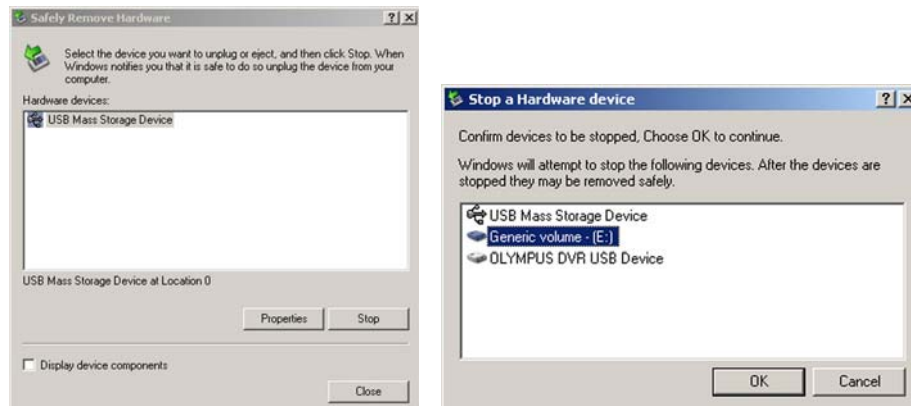 Safely Remove Hardware
Select the device you want to unplug or eject, and then click Stop. When
Windows notifies you that it is safe to do so unplug the device from your
computer.
Hardware devices:
USB Mass Storage Device
USB Mass Storage Device at Location 0
Properties
Stop
Display device components
Close
Stop a Hardware device
Confirm devices to be stopped, Choose OK to continue.
Windows will attempt to stop the following devices. After the devices are
stopped they may be removed safely.
USB Mass Storage Device
Generic volume - (E:)
OLYMPUS DVR USB Device
OK
Cancel